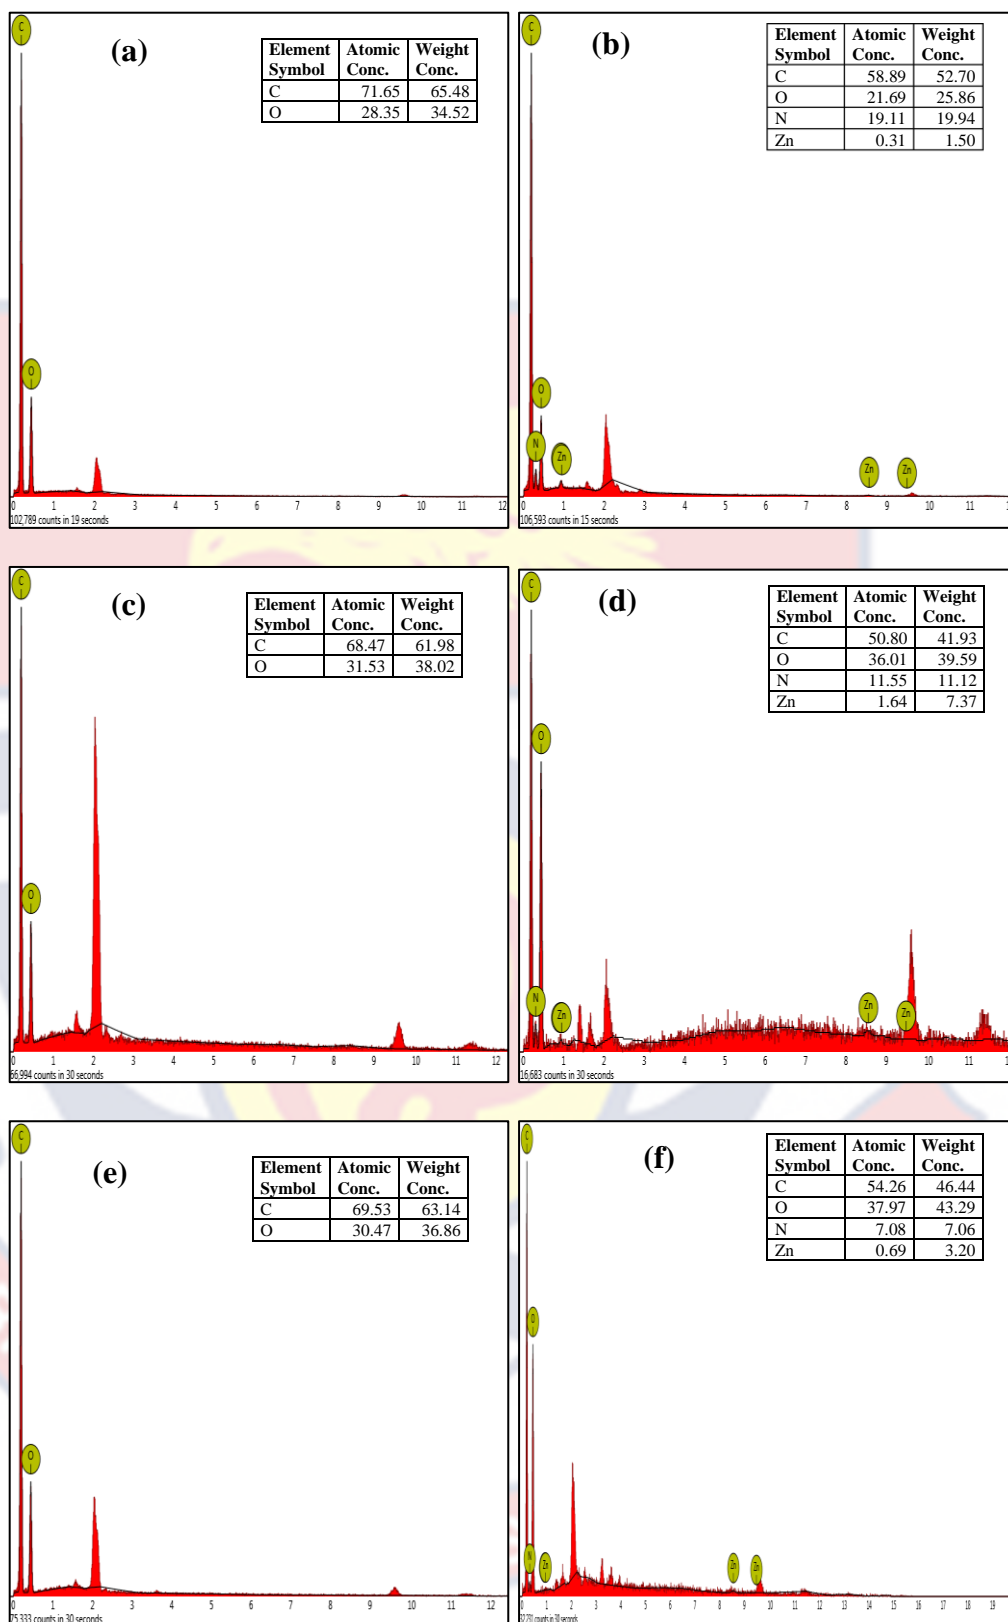 C
(a)
Element Symbol Atomic Conc. Weight Conc.
C 71.65 65.48
O 28.35 34.52
O
0 1 2 3 4 5 6 7 8 9 10 11 12
102,789 counts in 19 seconds
C
(b)
Element Symbol Atomic Conc. Weight Conc.
C 58.89 52.70
O 21.69 25.86
N 19.11 19.94
Zn 0.31 1.50
O
N Zn Zn Zn
0 1 2 3 4 5 6 7 8 9 10 11
106,593 counts in 15 seconds
C
(c)
Element Symbol Atomic Conc. Weight Conc.
C 68.47 61.98
O 31.53 38.02
O
0 1 2 3 4 5 6 7 8 9 10 11 12
66,994 counts in 30 seconds
C
(d)
Element Symbol Atomic Conc. Weight Conc.
C 50.80 41.93
O 36.01 39.59
N 11.55 11.12
Zn 1.64 7.37
O
N Zn Zn Zn
0 1 2 3 4 5 6 7 8 9 10 11
16,683 counts in 30 seconds
C
(e)
Element Symbol Atomic Conc. Weight Conc.
C 69.53 63.14
O 30.47 36.86
O
0 1 2 3 4 5 6 7 8 9 10 11 12
75,333 counts in 30 seconds
C
(f)
Element Symbol Atomic Conc. Weight Conc.
C 54.26 46.44
O 37.97 43.29
N 7.08 7.06
Zn 0.69 3.20
O
N Zn Zn Zn
0 1 2 3 4 5 6 7 8 9 10 11 12 13 14 15 16 17 18 19
counts in 30 seconds